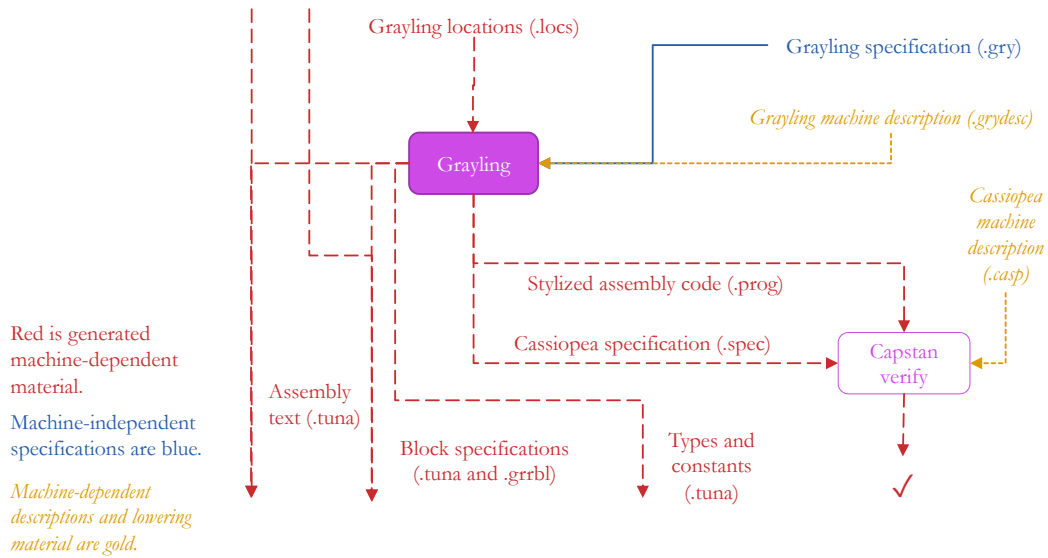 Grayling locations (.locs)
Grayling specification (.gry)
Grayling machine description (.grydesc)
Grayling
Cassiopea
machine
description
(.casp)
Stylized assembly code (.prog)
Cassiopea specification (.spec)
Capstan
verify
Red is generated
machine-dependent
material.
Machine-independent
specifications are blue.
Machine-dependent
descriptions and lowering
material are gold.
Assembly
text (.tuna)
Block specifications
(.tuna and .grrbl)
Types and
constants
(.tuna)
✓